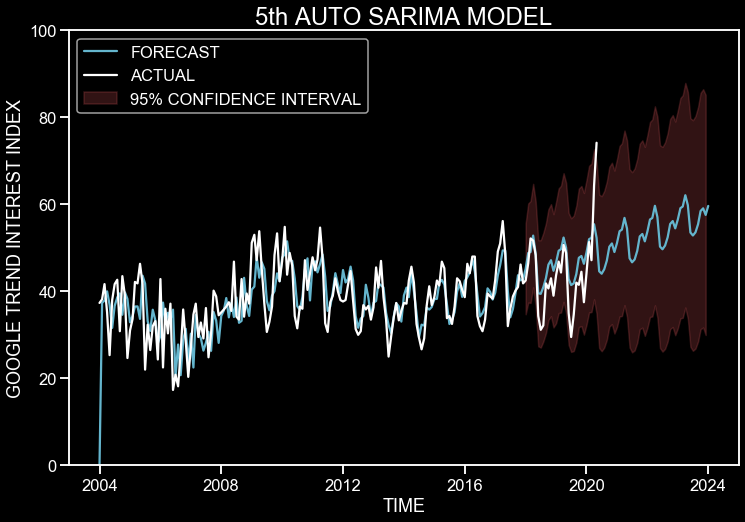 5th AUTO SARIMA MODEL
100
80
60
40
20
0
GOOGLE TREND INTEREST INDEX
FORECAST
ACTUAL
95% CONFIDENCE INTERVAL
2004
2008
2012
2016
2020
2024
TIME